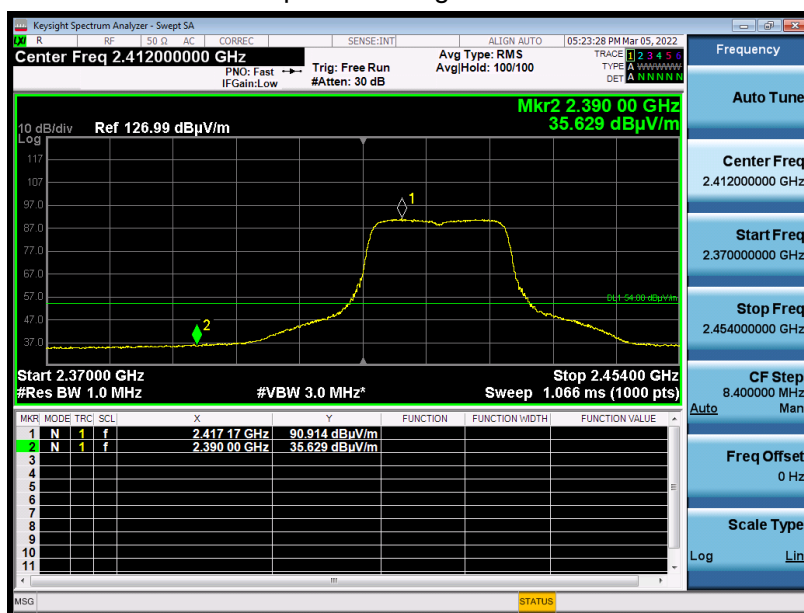 Keysight Spectrum Analyzer - Swept SA
LXI R RF 50 Ω AC CORREC SENSE:INT ALIGN AUTO 05:23:28 PM Mar 05, 2022
Center Freq 2.412000000 GHz
PNO: Fast
IFGain:Low
Trig: Free Run
#Atten: 30 dB
Avg Type: RMS
Avg|Hold: 100/100
TRACE 1 2 3 4 5 6
TYPE A WWWWW
DET A N N N N N
Mkr2 2.390 00 GHz
35.629 dBµV/m
10 dB/div Ref 126.99 dBµV/m
Log
117
107
97.0
87.0
77.0
67.0
57.0
47.0
37.0
1
2
DL1 54.00 dBµV/m
Start 2.37000 GHz Stop 2.45400 GHz
#Res BW 1.0 MHz #VBW 3.0 MHz* Sweep 1.066 ms (1000 pts)
MKR MODE TRC SCL X Y FUNCTION FUNCTION WIDTH FUNCTION VALUE
1 N 1 f 2.417 17 GHz 90.914 dBµV/m
2 N 1 f 2.390 00 GHz 35.629 dBµV/m
3
4
5
6
7
8
9
10
11
MSG STATUS
Frequency
Auto Tune
Center Freq
2.412000000 GHz
Start Freq
2.370000000 GHz
Stop Freq
2.454000000 GHz
CF Step
8.400000 MHz
Auto Man
Freq Offset
0 Hz
Scale Type
Log Lin